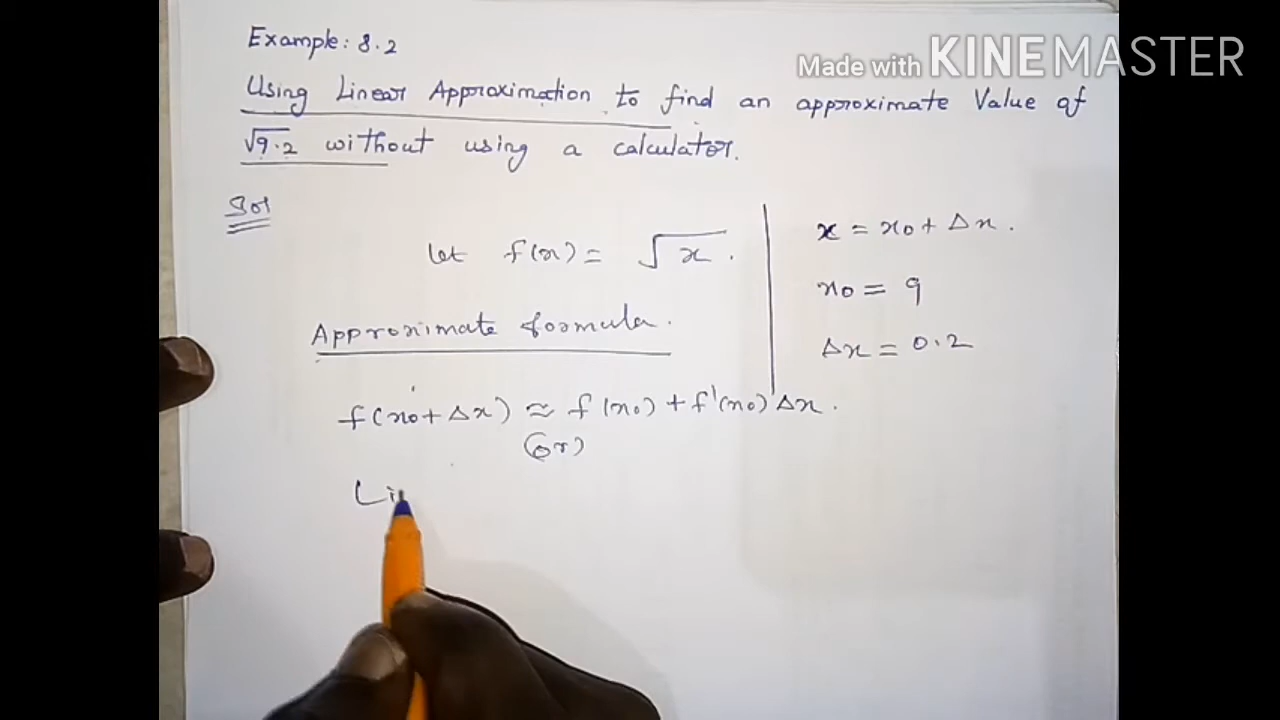 Example: 8.2
Made with KINEMASTER
Using Linear Approximation to find an approximate Value of
√9.2 without using a calculator.
Sol
let f(x) = √x.
x = x0 + Δx.
x0 = 9
Approximate formula.
Δx = 0.2
f(x0 + Δx) ≈ f(x0) + f'(x0) Δx.
(or)
Li